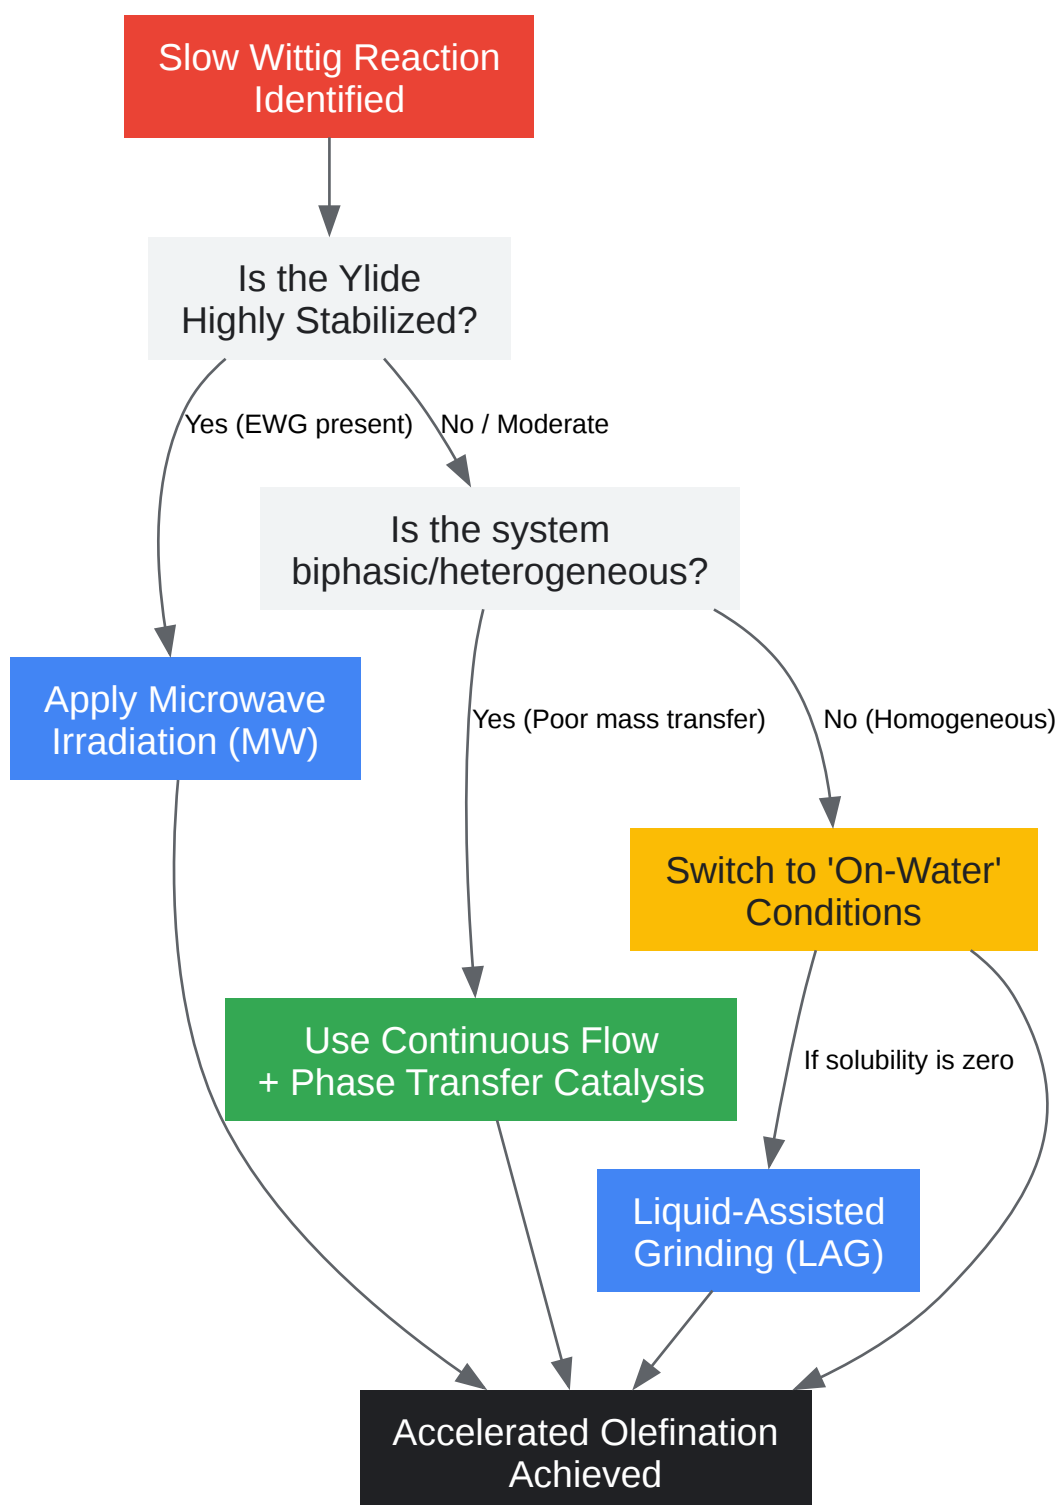 Slow Wittig Reaction
Identified
Is the Ylide
Highly Stabilized?
Yes (EWG present)
No / Moderate
Is the system
biphasic/heterogeneous?
Apply Microwave
Irradiation (MW)
Yes (Poor mass transfer)
No (Homogeneous)
Switch to 'On-Water'
Conditions
Use Continuous Flow
+ Phase Transfer Catalysis
If solubility is zero
Liquid-Assisted
Grinding (LAG)
Accelerated Olefination
Achieved